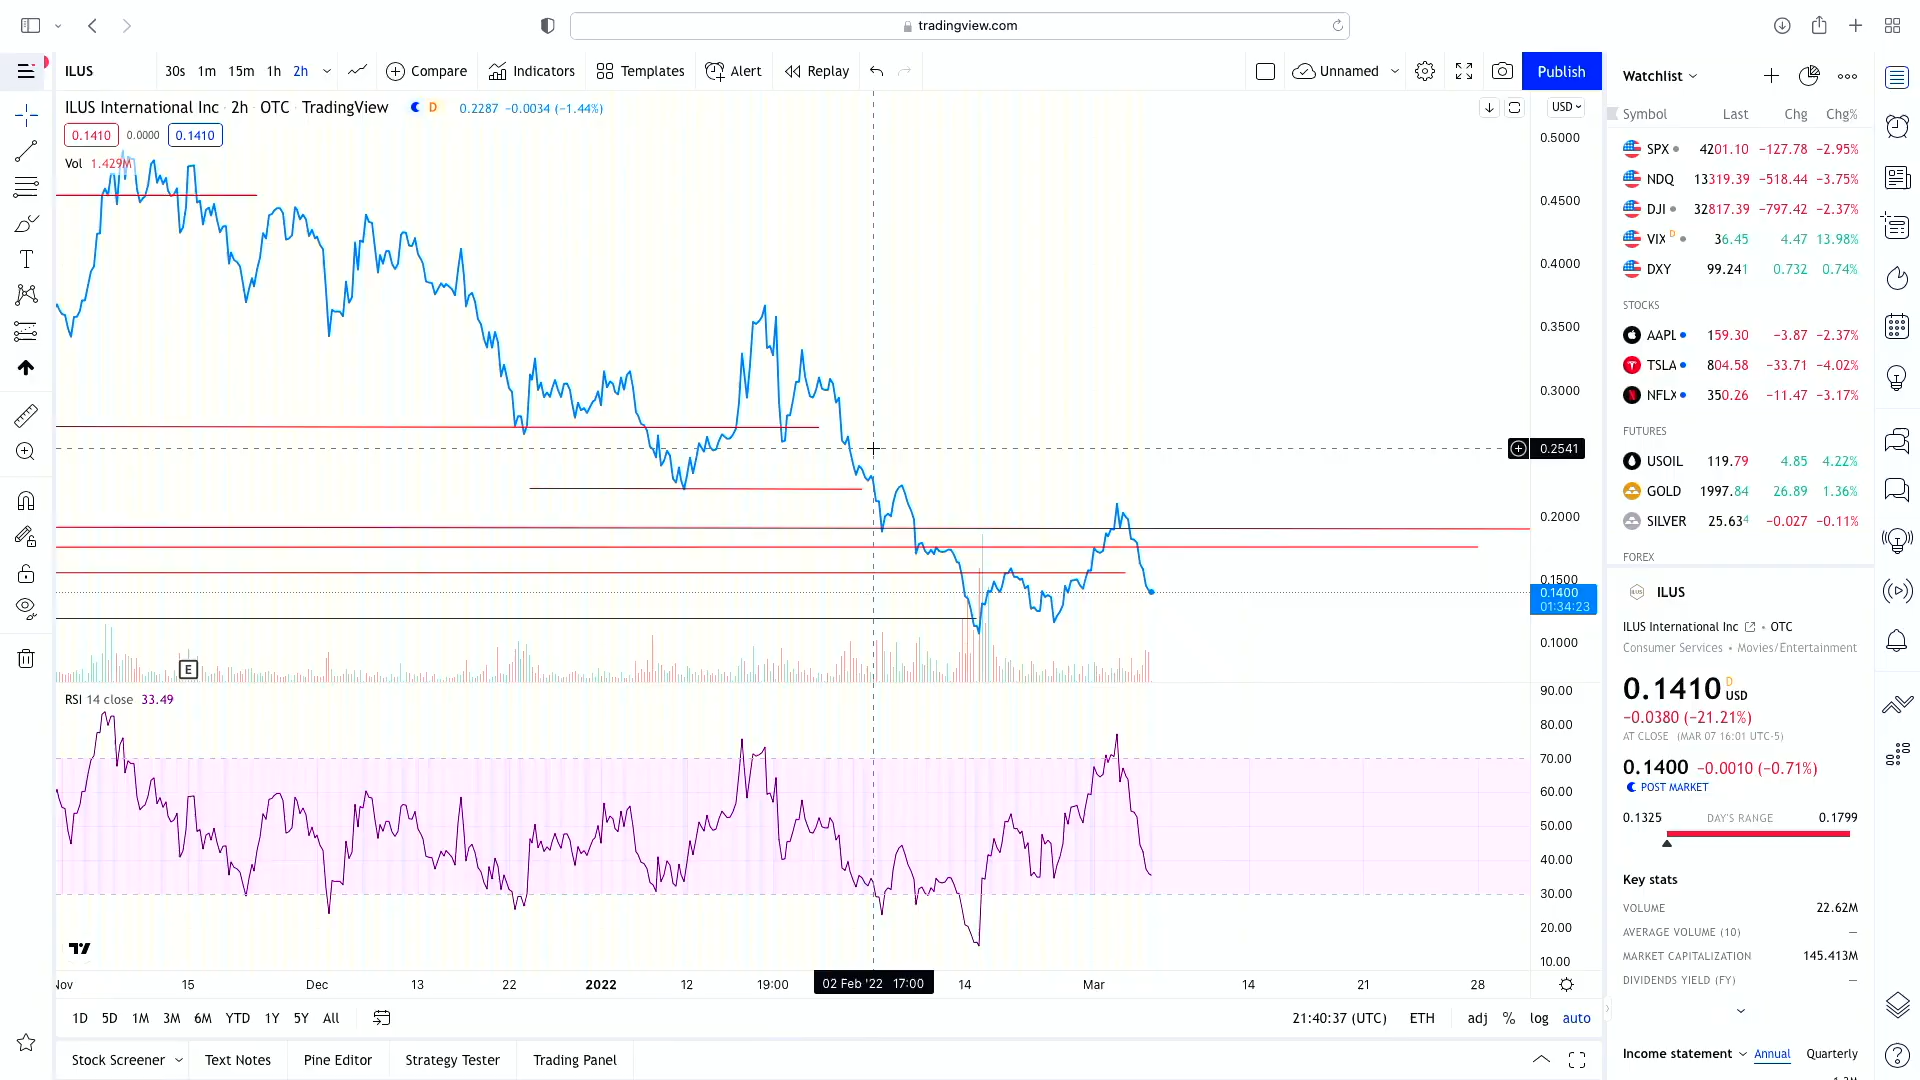 tradingview.com
ILUS 30s 1m 15m 1h 2h Compare Indicators Templates Alert Replay Unnamed Publish
ILUS International Inc · 2h · OTC · TradingView D 0.2287 −0.0034 (−1.44%)
0.1410 0.0000 0.1410
Vol 1.429M
USD
0.5000
0.4500
0.4000
0.3500
0.3000
0.2541
0.2000
0.1500
0.1400
01:34:23
0.1000
E
RSI 14 close 33.49
90.00
80.00
70.00
60.00
50.00
40.00
30.00
20.00
10.00
Nov 15 Dec 13 22 2022 12 19:00 02 Feb '22 17:00 14 Mar 14 21 28
1D 5D 1M 3M 6M YTD 1Y 5Y All 21:40:37 (UTC) ETH adj % log auto
Stock Screener Text Notes Pine Editor Strategy Tester Trading Panel
Watchlist
Symbol Last Chg Chg%
SPX 4201.10 −127.78 −2.95%
NDQ 13319.39 −518.44 −3.75%
DJI 32817.39 −797.42 −2.37%
VIX D 36.45 4.47 13.98%
DXY 99.241 0.732 0.74%
STOCKS
AAPL 159.30 −3.87 −2.37%
TSLA 804.58 −33.71 −4.02%
NFLX 350.26 −11.47 −3.17%
FUTURES
USOIL 119.79 4.85 4.22%
GOLD 1997.84 26.89 1.36%
SILVER 25.634 −0.027 −0.11%
FOREX
ILUS
ILUS International Inc • OTC
Consumer Services • Movies/Entertainment
0.1410 D USD
−0.0380 (−21.21%)
AT CLOSE (MAR 07 16:01 UTC-5)
0.1400 −0.0010 (−0.71%)
POST MARKET
0.1325 DAY'S RANGE 0.1799
Key stats
VOLUME 22.62M
AVERAGE VOLUME (10) —
MARKET CAPITALIZATION 145.413M
DIVIDENDS YIELD (FY) —
Income statement Annual Quarterly